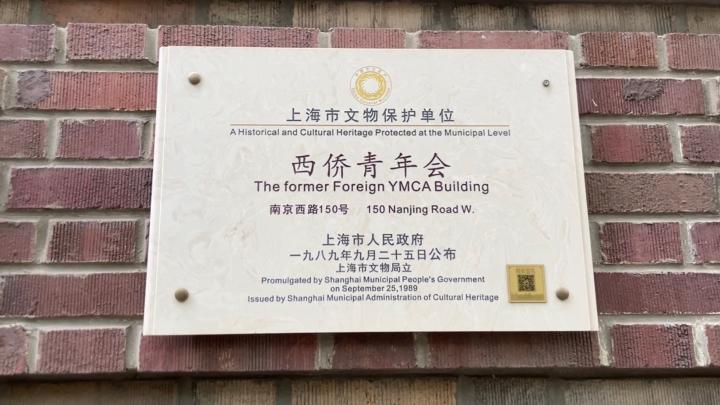 上海市文物保护单位
A Historical and Cultural Heritage Protected at the Municipal Level
西侨青年会
The former Foreign YMCA Building
南京西路150号 150 Nanjing Road W.
上海市人民政府
一九八九年九月二十五日公布
上海市文物局立
Promulgated by Shanghai Municipal People's Government
on September 25,1989
Issued by Shanghai Municipal Administration of Cultural Heritage